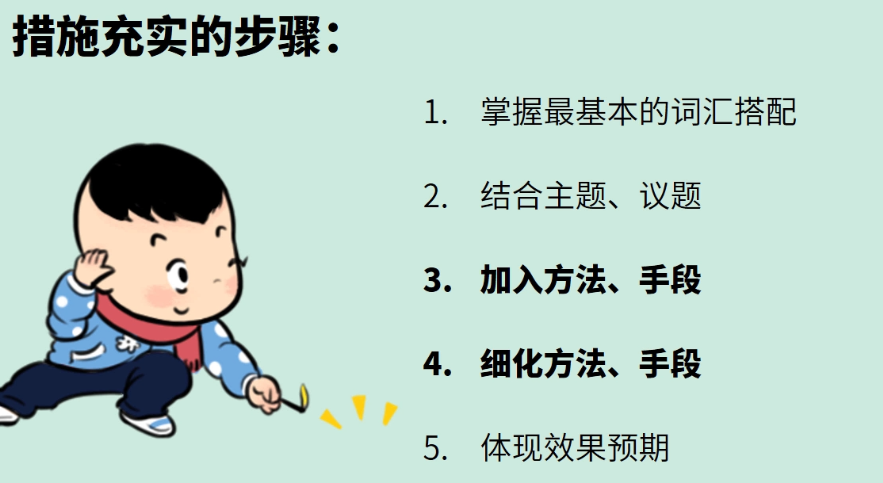 措施充实的步骤：
1. 掌握最基本的词汇搭配
2. 结合主题、议题
3. 加入方法、手段
4. 细化方法、手段
5. 体现效果预期